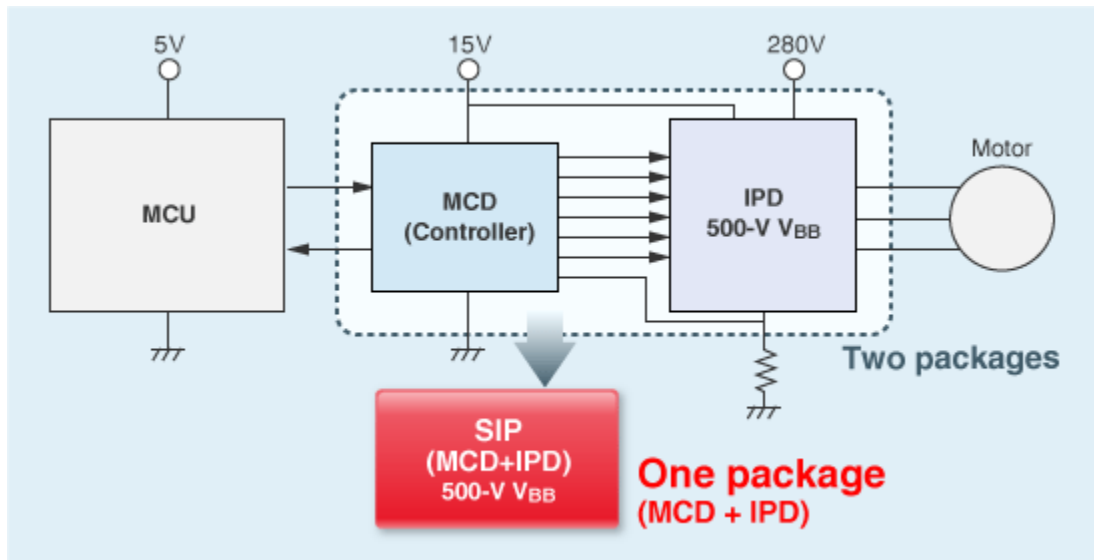 5V
15V
280V
MCU
MCD
(Controller)
IPD
500-V VBB
Motor
Two packages
SIP
(MCD+IPD)
500-V VBB
One package
(MCD + IPD)